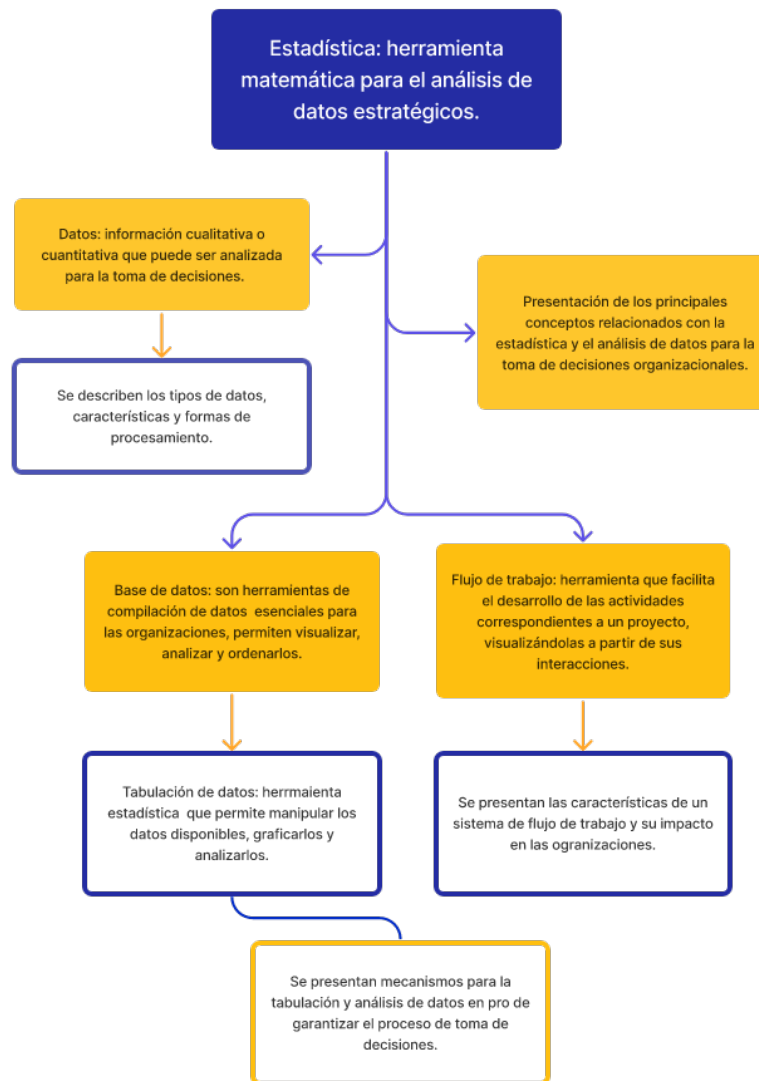 Estadística: herramienta
matemática para el análisis de
datos estratégicos.
Datos: información cualitativa o
cuantitativa que puede ser analizada
para la toma de decisiones.
Presentación de los principales
conceptos relacionados con la
estadística y el análisis de datos para la
toma de decisiones organizacionales.
Se describen los tipos de datos,
características y formas de
procesamiento.
Base de datos: son herramientas de
compilación de datos esenciales para
las organizaciones, permiten visualizar,
analizar y ordenarlos.
Flujo de trabajo: herramienta que facilita
el desarrollo de las actividades
correspondientes a un proyecto,
visualizándolas a partir de sus
interacciones.
Tabulación de datos: herrmaienta
estadística que permite manipular los
datos disponibles, graficarlos y
analizarlos.
Se presentan las características de un
sistema de flujo de trabajo y su impacto
en las ogranizaciones.
Se presentan mecanismos para la
tabulación y análisis de datos en pro de
garantizar el proceso de toma de
decisiones.